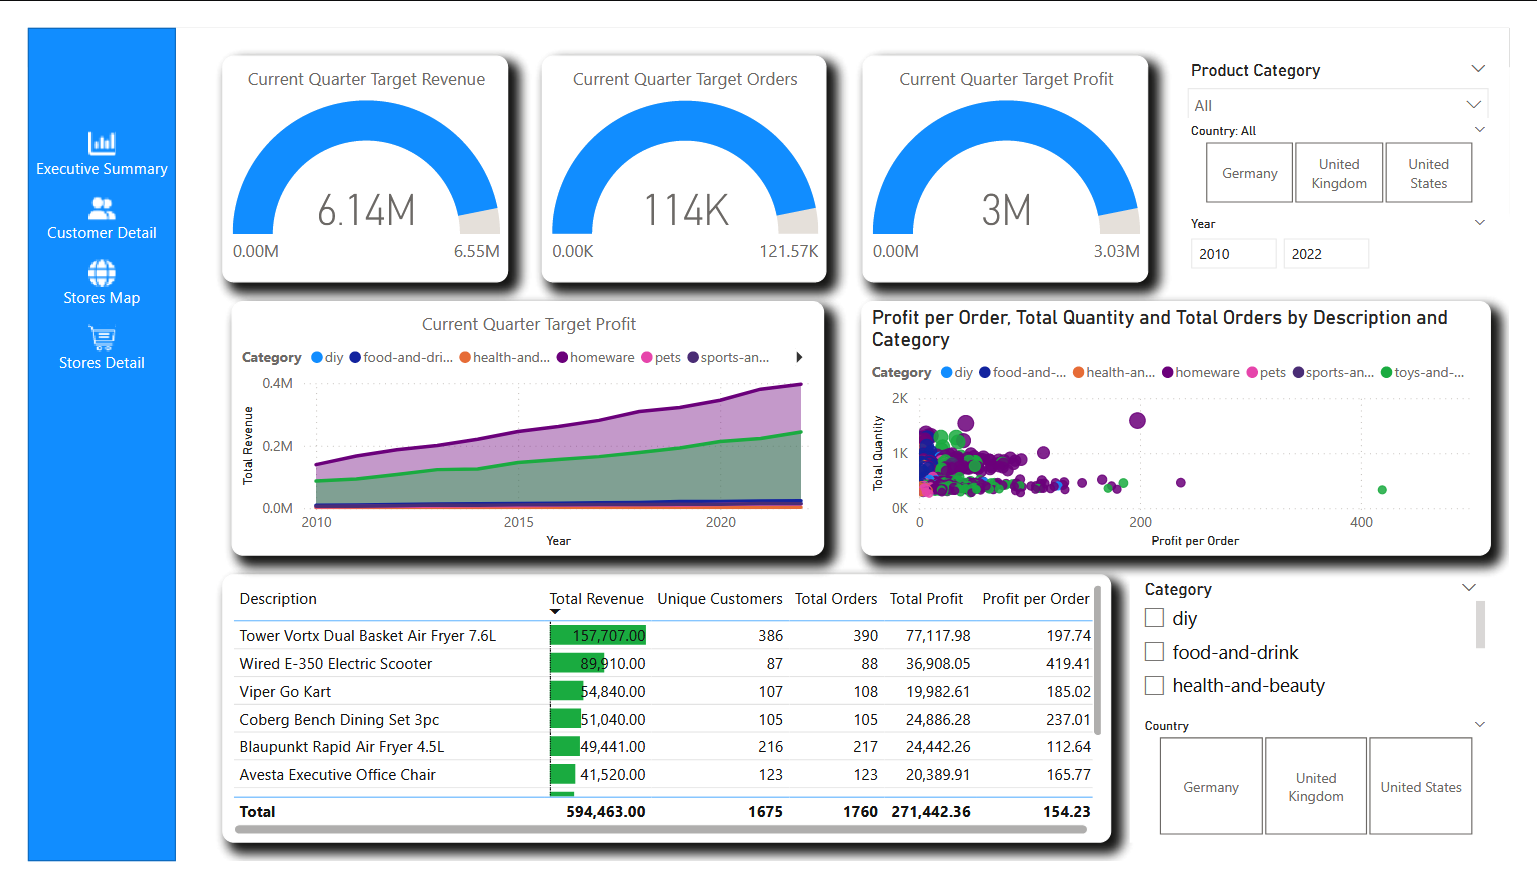 Executive Summary
Customer Detail
Stores Map
Stores Detail
Current Quarter Target Revenue
6.14M
0.00M
6.55M
Current Quarter Target Orders
114K
0.00K
121.57K
Current Quarter Target Profit
3M
0.00M
3.03M
Product Category
All
Country: All
Germany
United
Kingdom
United
States
Year
2010
2022
Current Quarter Target Profit
Category diy food-and-dri... health-and... homeware pets sports-an...
Total Revenue
0.4M
0.2M
0.0M
2010 2015 2020
Year
Profit per Order, Total Quantity and Total Orders by Description and
Category
Category diy food-and-... health-an... homeware pets sports-an... toys-and-...
Total Quantity
2K
1K
0K
0 200 400
Profit per Order
Description Total Revenue Unique Customers Total Orders Total Profit Profit per Order
Tower Vortx Dual Basket Air Fryer 7.6L 157,707.00 386 390 77,117.98 197.74
Wired E-350 Electric Scooter 89,910.00 87 88 36,908.05 419.41
Viper Go Kart 54,840.00 107 108 19,982.61 185.02
Coberg Bench Dining Set 3pc 51,040.00 105 105 24,886.28 237.01
Blaupunkt Rapid Air Fryer 4.5L 49,441.00 216 217 24,442.26 112.64
Avesta Executive Office Chair 41,520.00 123 123 20,389.91 165.77
Total 594,463.00 1675 1760 271,442.36 154.23
Category
diy
food-and-drink
health-and-beauty
Country
Germany
United
Kingdom
United States